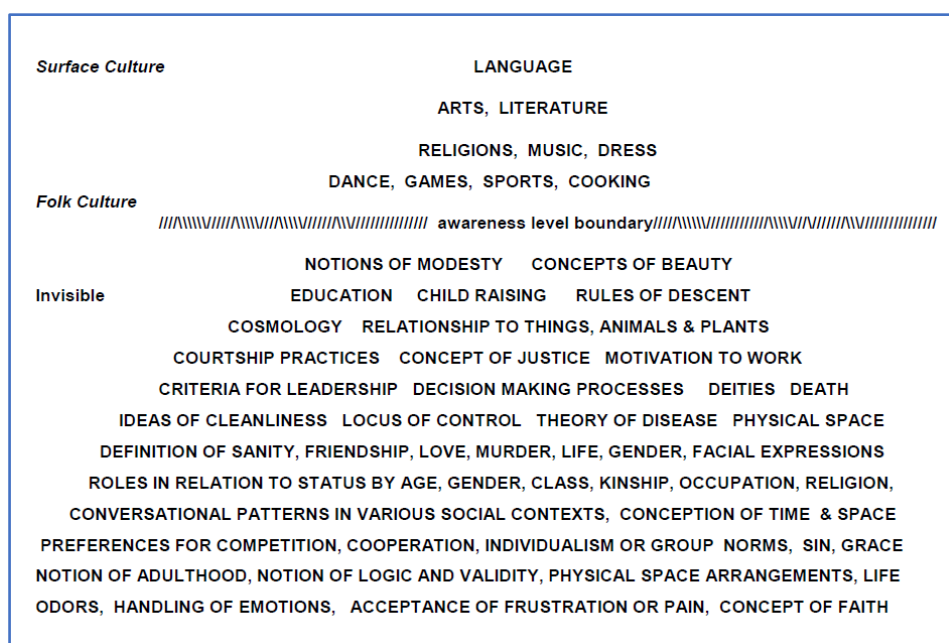 Surface Culture LANGUAGE
ARTS, LITERATURE
RELIGIONS, MUSIC, DRESS
DANCE, GAMES, SPORTS, COOKING
Folk Culture
////\\\\\\//////\\\\\////\\\\\///////\\\/////////////// awareness level boundary/////\\\\\\////////////\\\\\///\///////\\\///////////////
NOTIONS OF MODESTY CONCEPTS OF BEAUTY
Invisible EDUCATION CHILD RAISING RULES OF DESCENT
COSMOLOGY RELATIONSHIP TO THINGS, ANIMALS & PLANTS
COURTSHIP PRACTICES CONCEPT OF JUSTICE MOTIVATION TO WORK
CRITERIA FOR LEADERSHIP DECISION MAKING PROCESSES DEITIES DEATH
IDEAS OF CLEANLINESS LOCUS OF CONTROL THEORY OF DISEASE PHYSICAL SPACE
DEFINITION OF SANITY, FRIENDSHIP, LOVE, MURDER, LIFE, GENDER, FACIAL EXPRESSIONS
ROLES IN RELATION TO STATUS BY AGE, GENDER, CLASS, KINSHIP, OCCUPATION, RELIGION,
CONVERSATIONAL PATTERNS IN VARIOUS SOCIAL CONTEXTS, CONCEPTION OF TIME & SPACE
PREFERENCES FOR COMPETITION, COOPERATION, INDIVIDUALISM OR GROUP NORMS, SIN, GRACE
NOTION OF ADULTHOOD, NOTION OF LOGIC AND VALIDITY, PHYSICAL SPACE ARRANGEMENTS, LIFE
ODORS, HANDLING OF EMOTIONS, ACCEPTANCE OF FRUSTRATION OR PAIN, CONCEPT OF FAITH